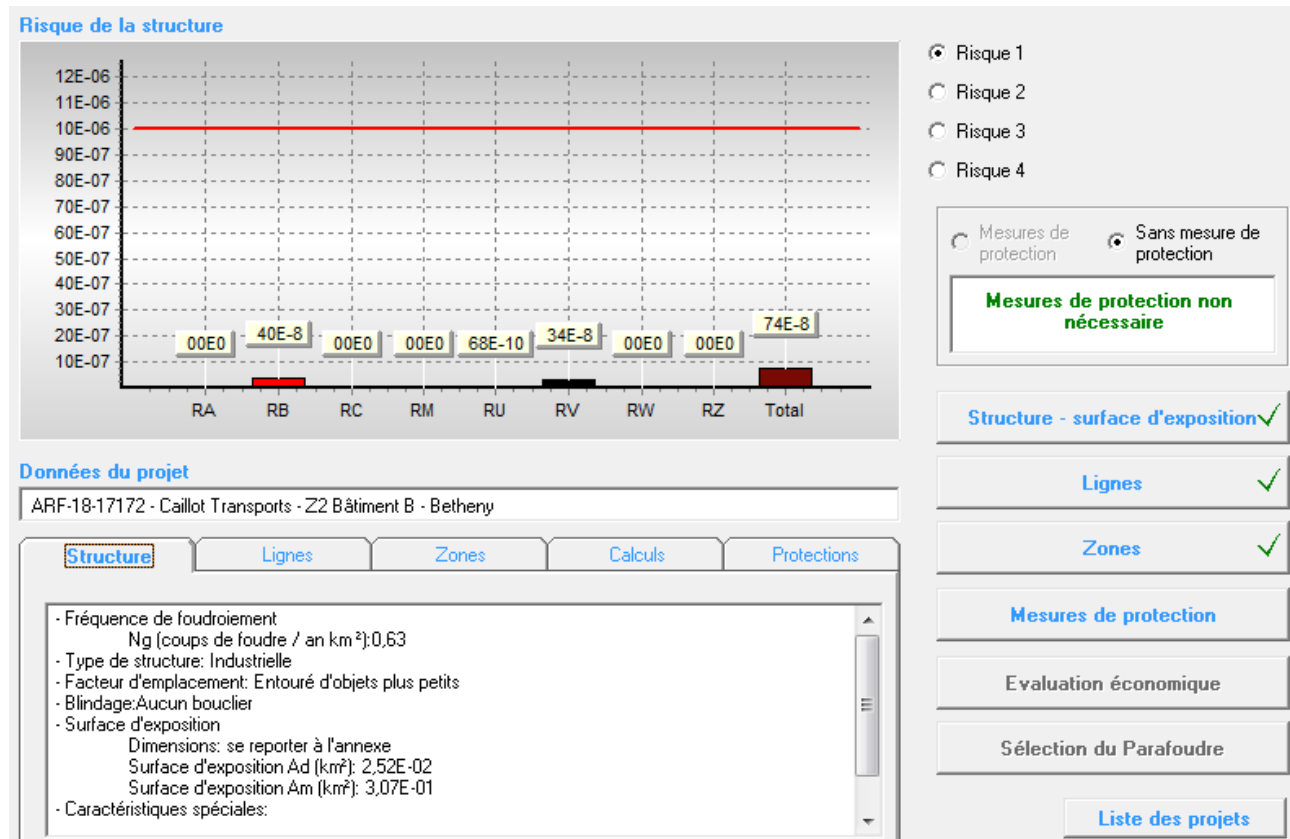 Risque de la structure
12E-06
11E-06
10E-06
90E-07
80E-07
70E-07
60E-07
50E-07
40E-07
30E-07
20E-07
10E-07
00E0
40E-8
00E0
00E0
68E-10
34E-8
00E0
00E0
74E-8
RA
RB
RC
RM
RU
RV
RW
RZ
Total
Risque 1
Risque 2
Risque 3
Risque 4
Mesures de
protection
Sans mesure de
protection
Mesures de protection non
nécessaire
Structure - surface d'exposition
Lignes
Zones
Mesures de protection
Evaluation économique
Sélection du Parafoudre
Liste des projets
Données du projet
ARF-18-17172 - Caillot Transports - Z2 Bâtiment B - Betheny
Structure
Lignes
Zones
Calculs
Protections
- Fréquence de foudroiement
Ng (coups de foudre / an km²):0,63
- Type de structure: Industrielle
- Facteur d'emplacement: Entouré d'objets plus petits
- Blindage:Aucun bouclier
- Surface d'exposition
Dimensions: se reporter à l'annexe
Surface d'exposition Ad (km²): 2,52E-02
Surface d'exposition Am (km²): 3,07E-01
- Caractéristiques spéciales: